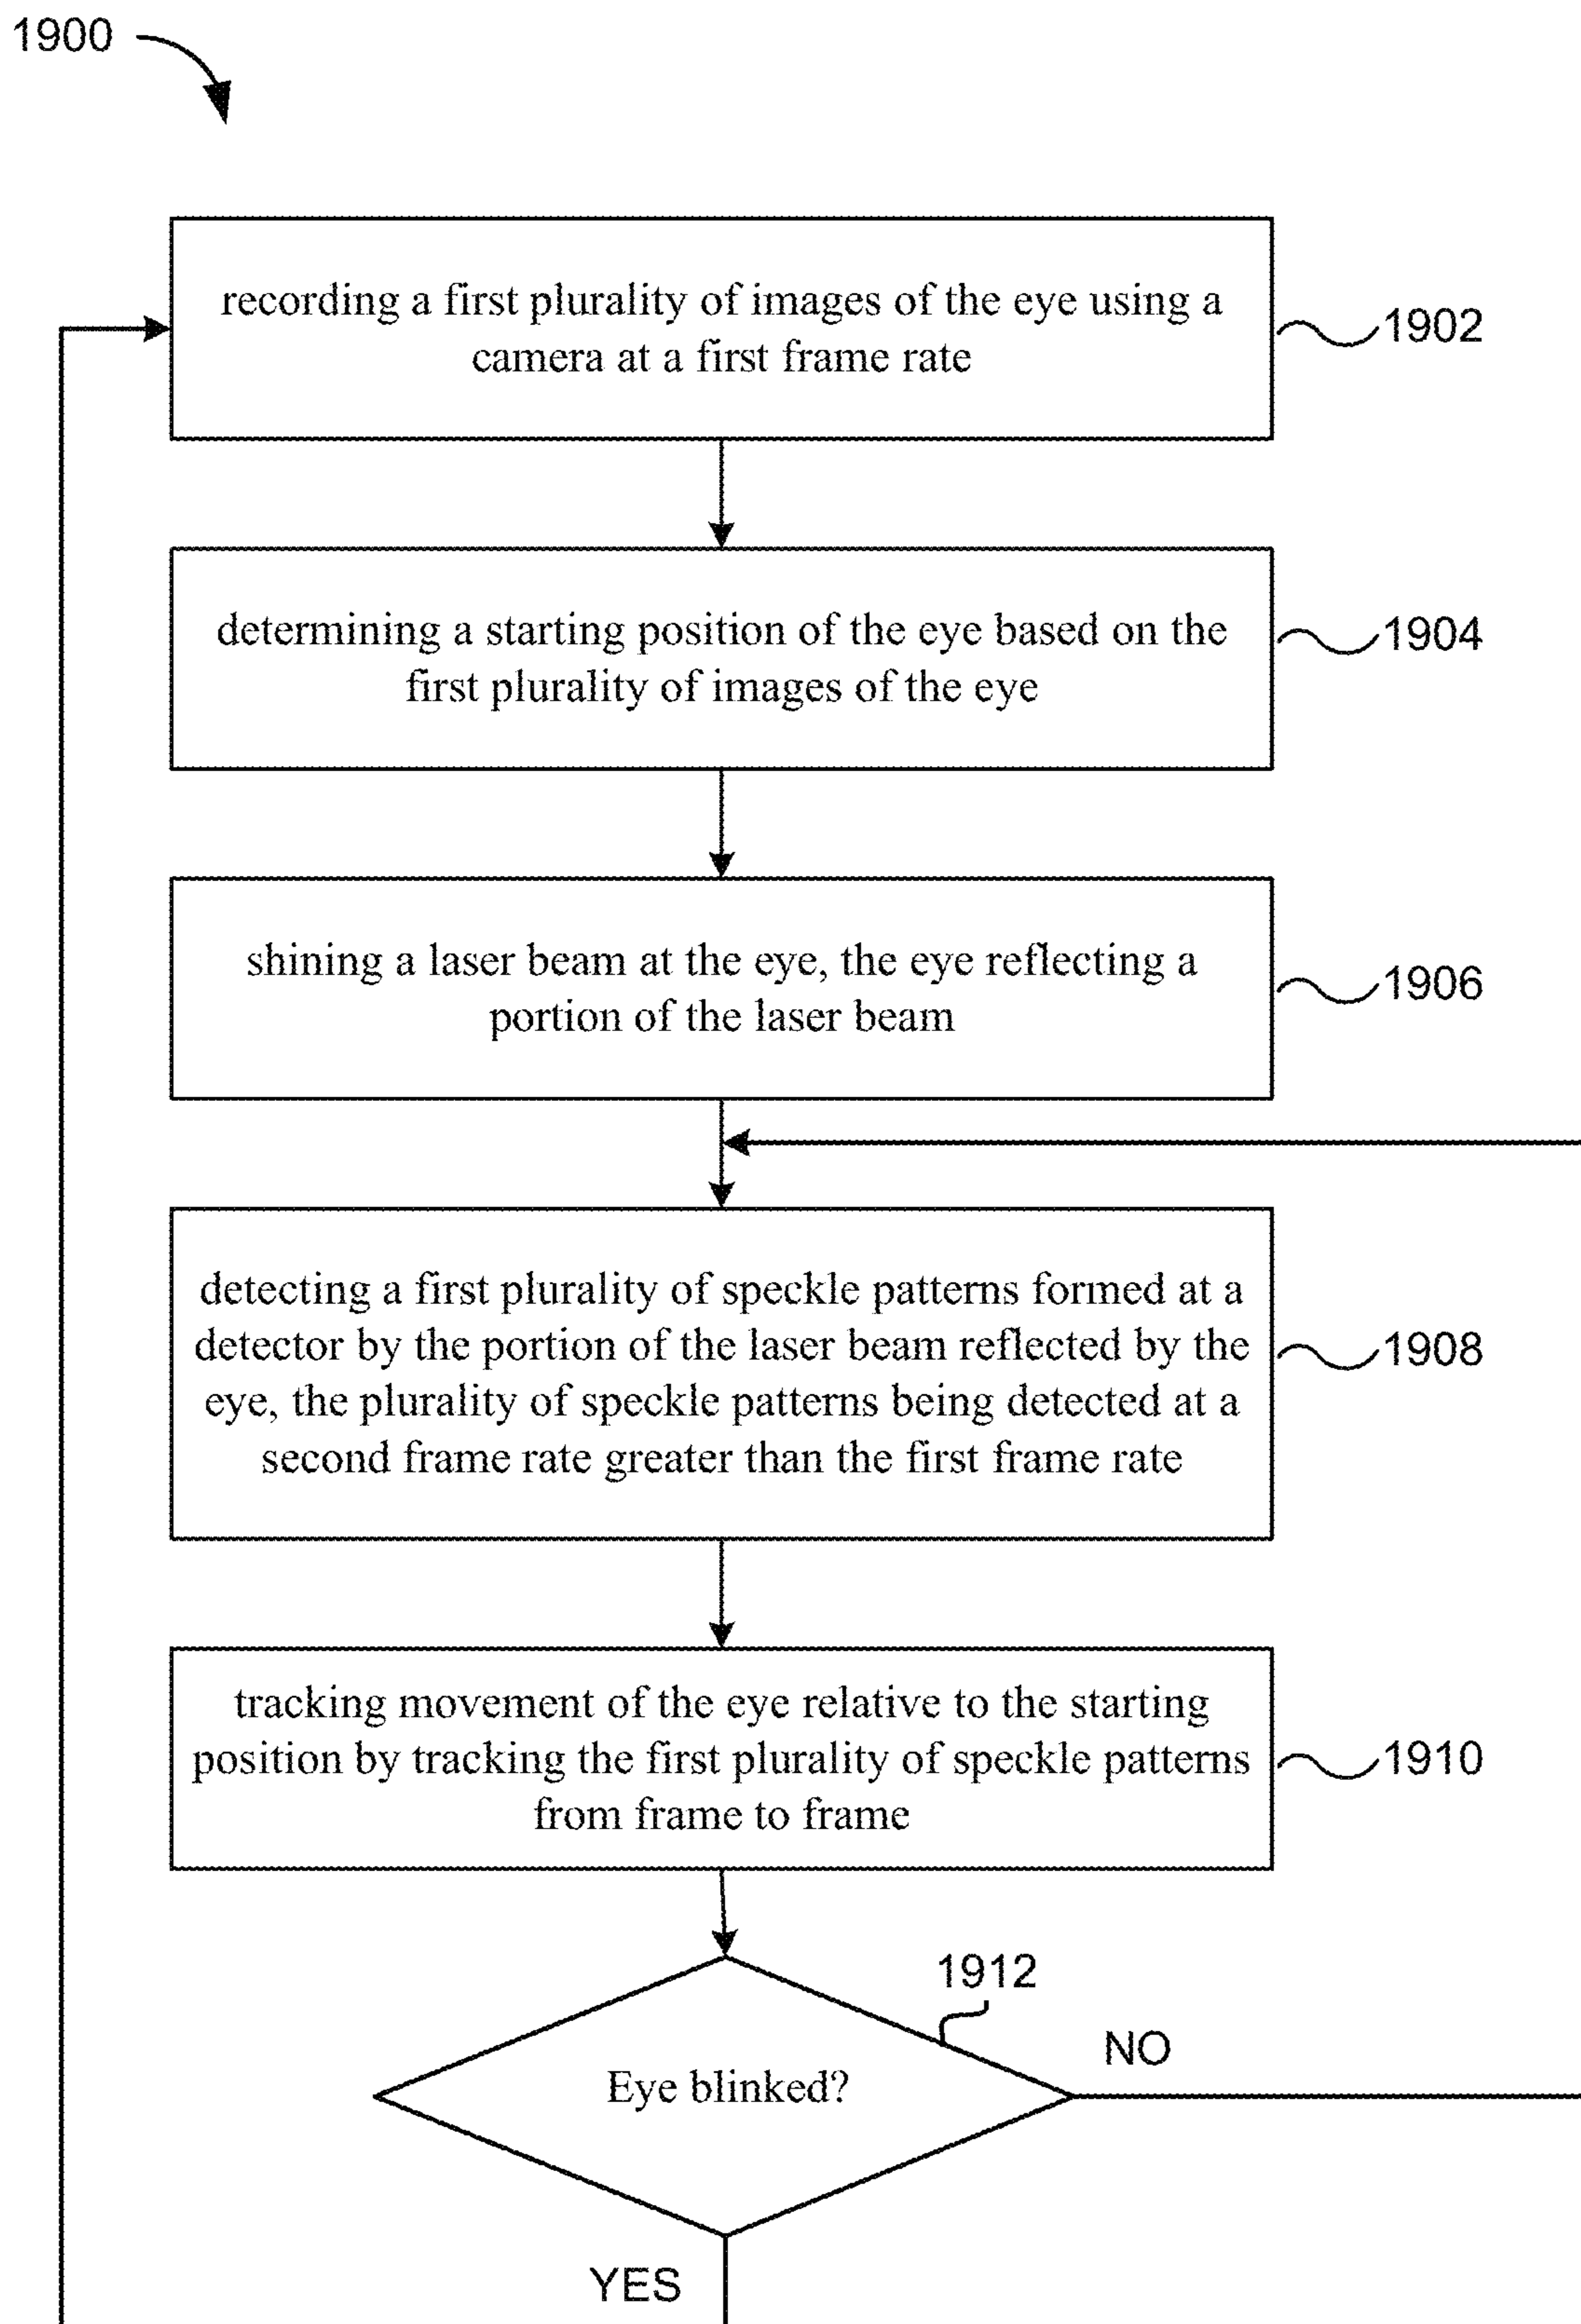 1900
recording a first plurality of images of the eye using a
camera at a first frame rate
1902
determining a starting position of the eye based on the
first plurality of images of the eye
1904
shining a laser beam at the eye, the eye reflecting a
portion of the laser beam
1906
detecting a first plurality of speckle patterns formed at a
detector by the portion of the laser beam reflected by the
eye, the plurality of speckle patterns being detected at a
second frame rate greater than the first frame rate
1908
tracking movement of the eye relative to the starting
position by tracking the first plurality of speckle patterns
from frame to frame
1910
1912
Eye blinked?
NO
YES